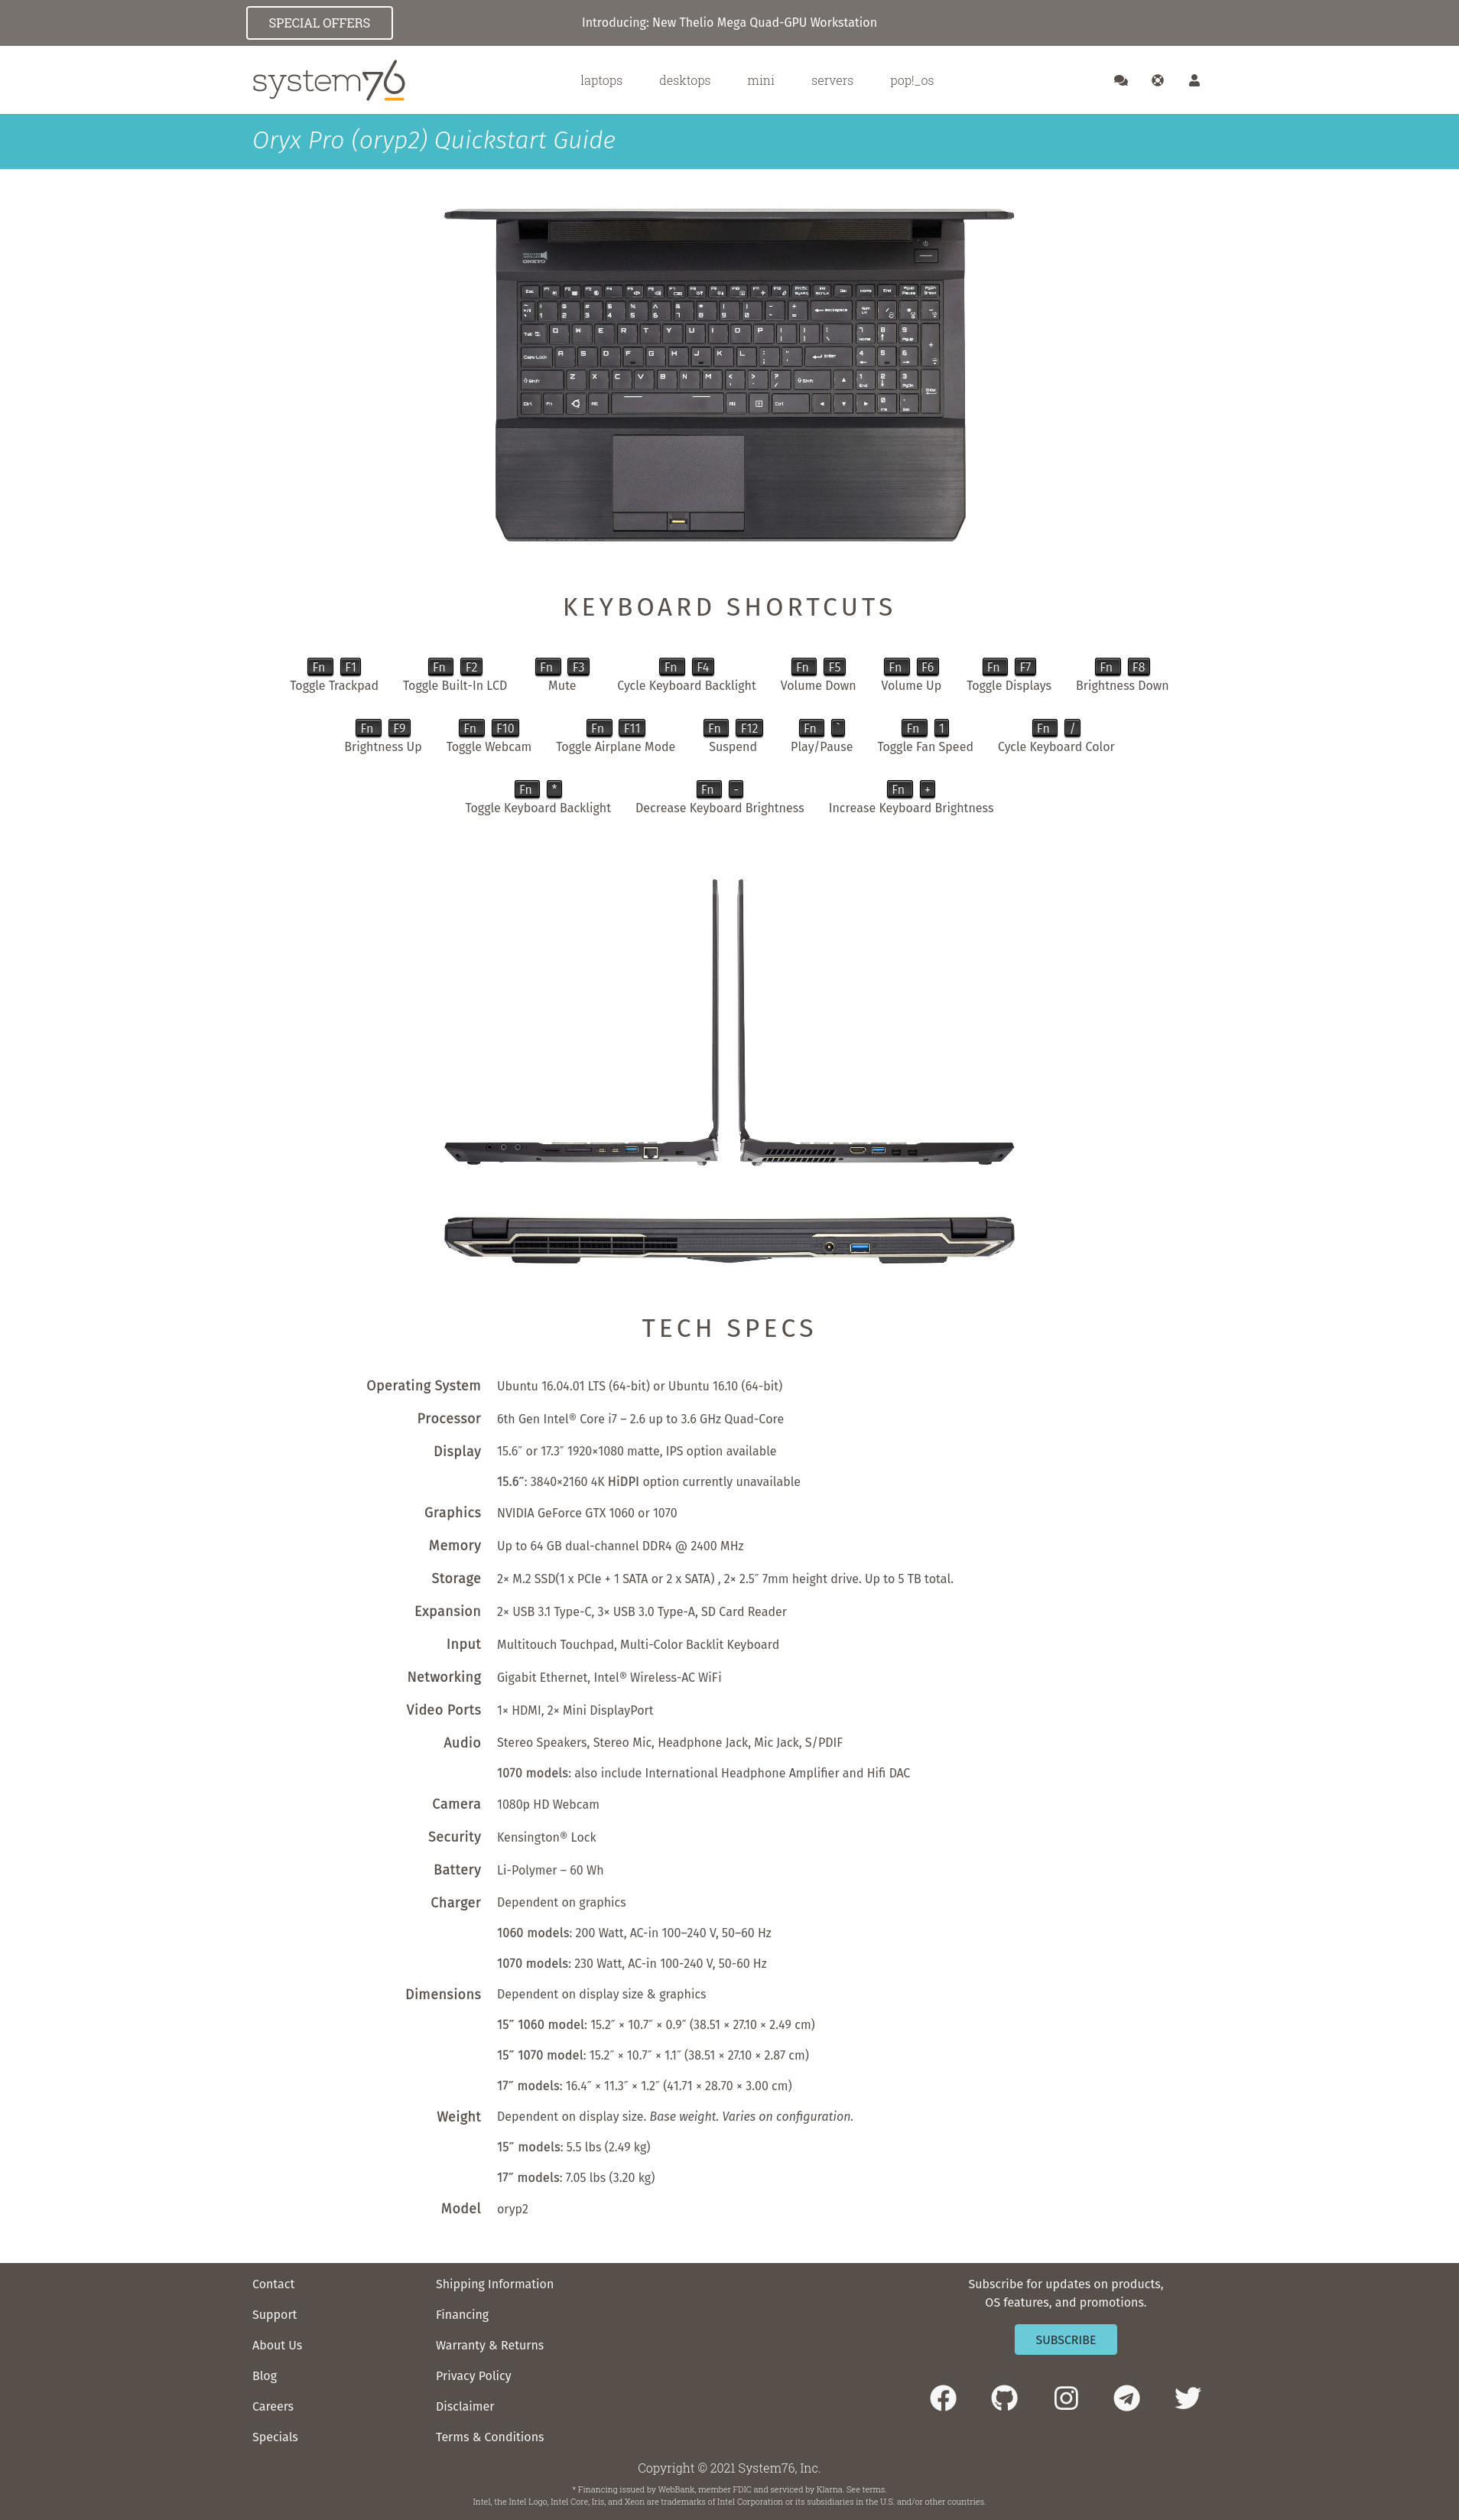 SPECIAL OFFERS
Introducing: New Thelio Mega Quad-GPU Workstation
system76
laptops desktops mini servers pop!_os
Oryx Pro (oryp2) Quickstart Guide
ONKYO
KEYBOARD SHORTCUTS
Fn F1 Fn F2 Fn F3 Fn F4 Fn F5 Fn F6 Fn F7 Fn F8
Toggle Trackpad Toggle Built-In LCD Mute Cycle Keyboard Backlight Volume Down Volume Up Toggle Displays Brightness Down
Fn F9 Fn F10 Fn F11 Fn F12 Fn ` Fn 1 Fn /
Brightness Up Toggle Webcam Toggle Airplane Mode Suspend Play/Pause Toggle Fan Speed Cycle Keyboard Color
Fn * Fn - Fn +
Toggle Keyboard Backlight Decrease Keyboard Brightness Increase Keyboard Brightness
TECH SPECS
Operating System Ubuntu 16.04.01 LTS (64-bit) or Ubuntu 16.10 (64-bit)
Processor 6th Gen Intel® Core i7 – 2.6 up to 3.6 GHz Quad-Core
Display 15.6″ or 17.3″ 1920×1080 matte, IPS option available
15.6″: 3840×2160 4K HiDPI option currently unavailable
Graphics NVIDIA GeForce GTX 1060 or 1070
Memory Up to 64 GB dual-channel DDR4 @ 2400 MHz
Storage 2× M.2 SSD(1 x PCIe + 1 SATA or 2 x SATA) , 2× 2.5″ 7mm height drive. Up to 5 TB total.
Expansion 2× USB 3.1 Type-C, 3× USB 3.0 Type-A, SD Card Reader
Input Multitouch Touchpad, Multi-Color Backlit Keyboard
Networking Gigabit Ethernet, Intel® Wireless-AC WiFi
Video Ports 1× HDMI, 2× Mini DisplayPort
Audio Stereo Speakers, Stereo Mic, Headphone Jack, Mic Jack, S/PDIF
1070 models: also include International Headphone Amplifier and Hifi DAC
Camera 1080p HD Webcam
Security Kensington® Lock
Battery Li-Polymer – 60 Wh
Charger Dependent on graphics
1060 models: 200 Watt, AC-in 100–240 V, 50–60 Hz
1070 models: 230 Watt, AC-in 100-240 V, 50-60 Hz
Dimensions Dependent on display size & graphics
15″ 1060 model: 15.2″ × 10.7″ × 0.9″ (38.51 × 27.10 × 2.49 cm)
15″ 1070 model: 15.2″ × 10.7″ × 1.1″ (38.51 × 27.10 × 2.87 cm)
17″ models: 16.4″ × 11.3″ × 1.2″ (41.71 × 28.70 × 3.00 cm)
Weight Dependent on display size. Base weight. Varies on configuration.
15″ models: 5.5 lbs (2.49 kg)
17″ models: 7.05 lbs (3.20 kg)
Model oryp2
Contact
Support
About Us
Blog
Careers
Specials
Shipping Information
Financing
Warranty & Returns
Privacy Policy
Disclaimer
Terms & Conditions
Subscribe for updates on products,
OS features, and promotions.
SUBSCRIBE
Copyright © 2021 System76, Inc.
* Financing issued by WebBank, member FDIC and serviced by Klarna. See terms.
Intel, the Intel Logo, Intel Core, Iris, and Xeon are trademarks of Intel Corporation or its subsidiaries in the U.S. and/or other countries.